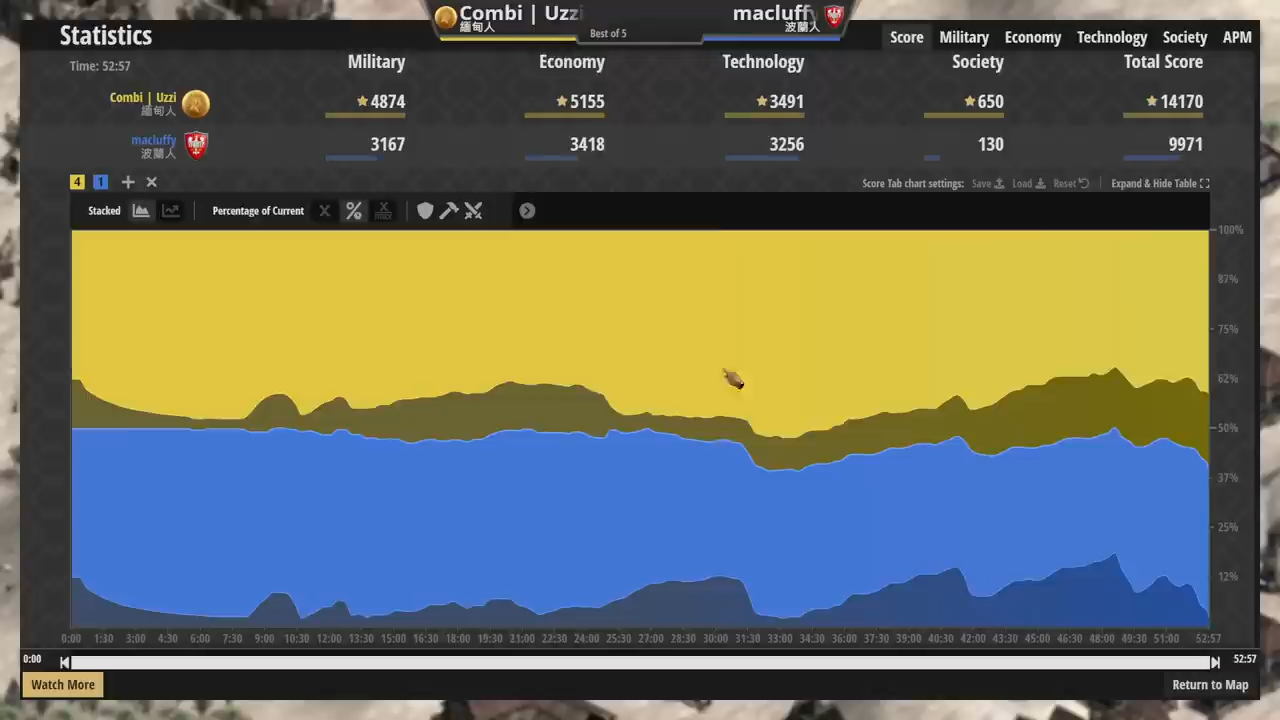 Combi | Uzzi
緬甸人
Best of 5
macluffy
波蘭人
Statistics
Score Military Economy Technology Society APM
Time: 52:57
Military Economy Technology Society Total Score
Combi | Uzzi
緬甸人
4874 5155 3491 650 14170
macluffy
波蘭人
3167 3418 3256 130 9971
4 1
Score Tab chart settings: Save Load Reset Expand & Hide Table
Stacked Percentage of Current X % X max
100%
87%
75%
62%
50%
37%
25%
12%
0:00 1:30 3:00 4:30 6:00 7:30 9:00 10:30 12:00 13:30 15:00 16:30 18:00 19:30 21:00 22:30 24:00 25:30 27:00 28:30 30:00 31:30 33:00 34:30 36:00 37:30 39:00 40:30 42:00 43:30 45:00 46:30 48:00 49:30 51:00 52:57
0:00 52:57
Watch More Return to Map